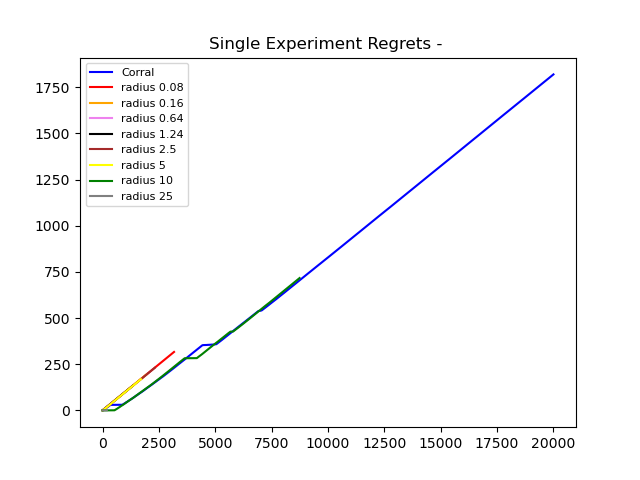 Single Experiment Regrets -
Corral
radius 0.08
radius 0.16
radius 0.64
radius 1.24
radius 2.5
radius 5
radius 10
radius 25
1750
1500
1250
1000
750
500
250
0
0 2500 5000 7500 10000 12500 15000 17500 20000